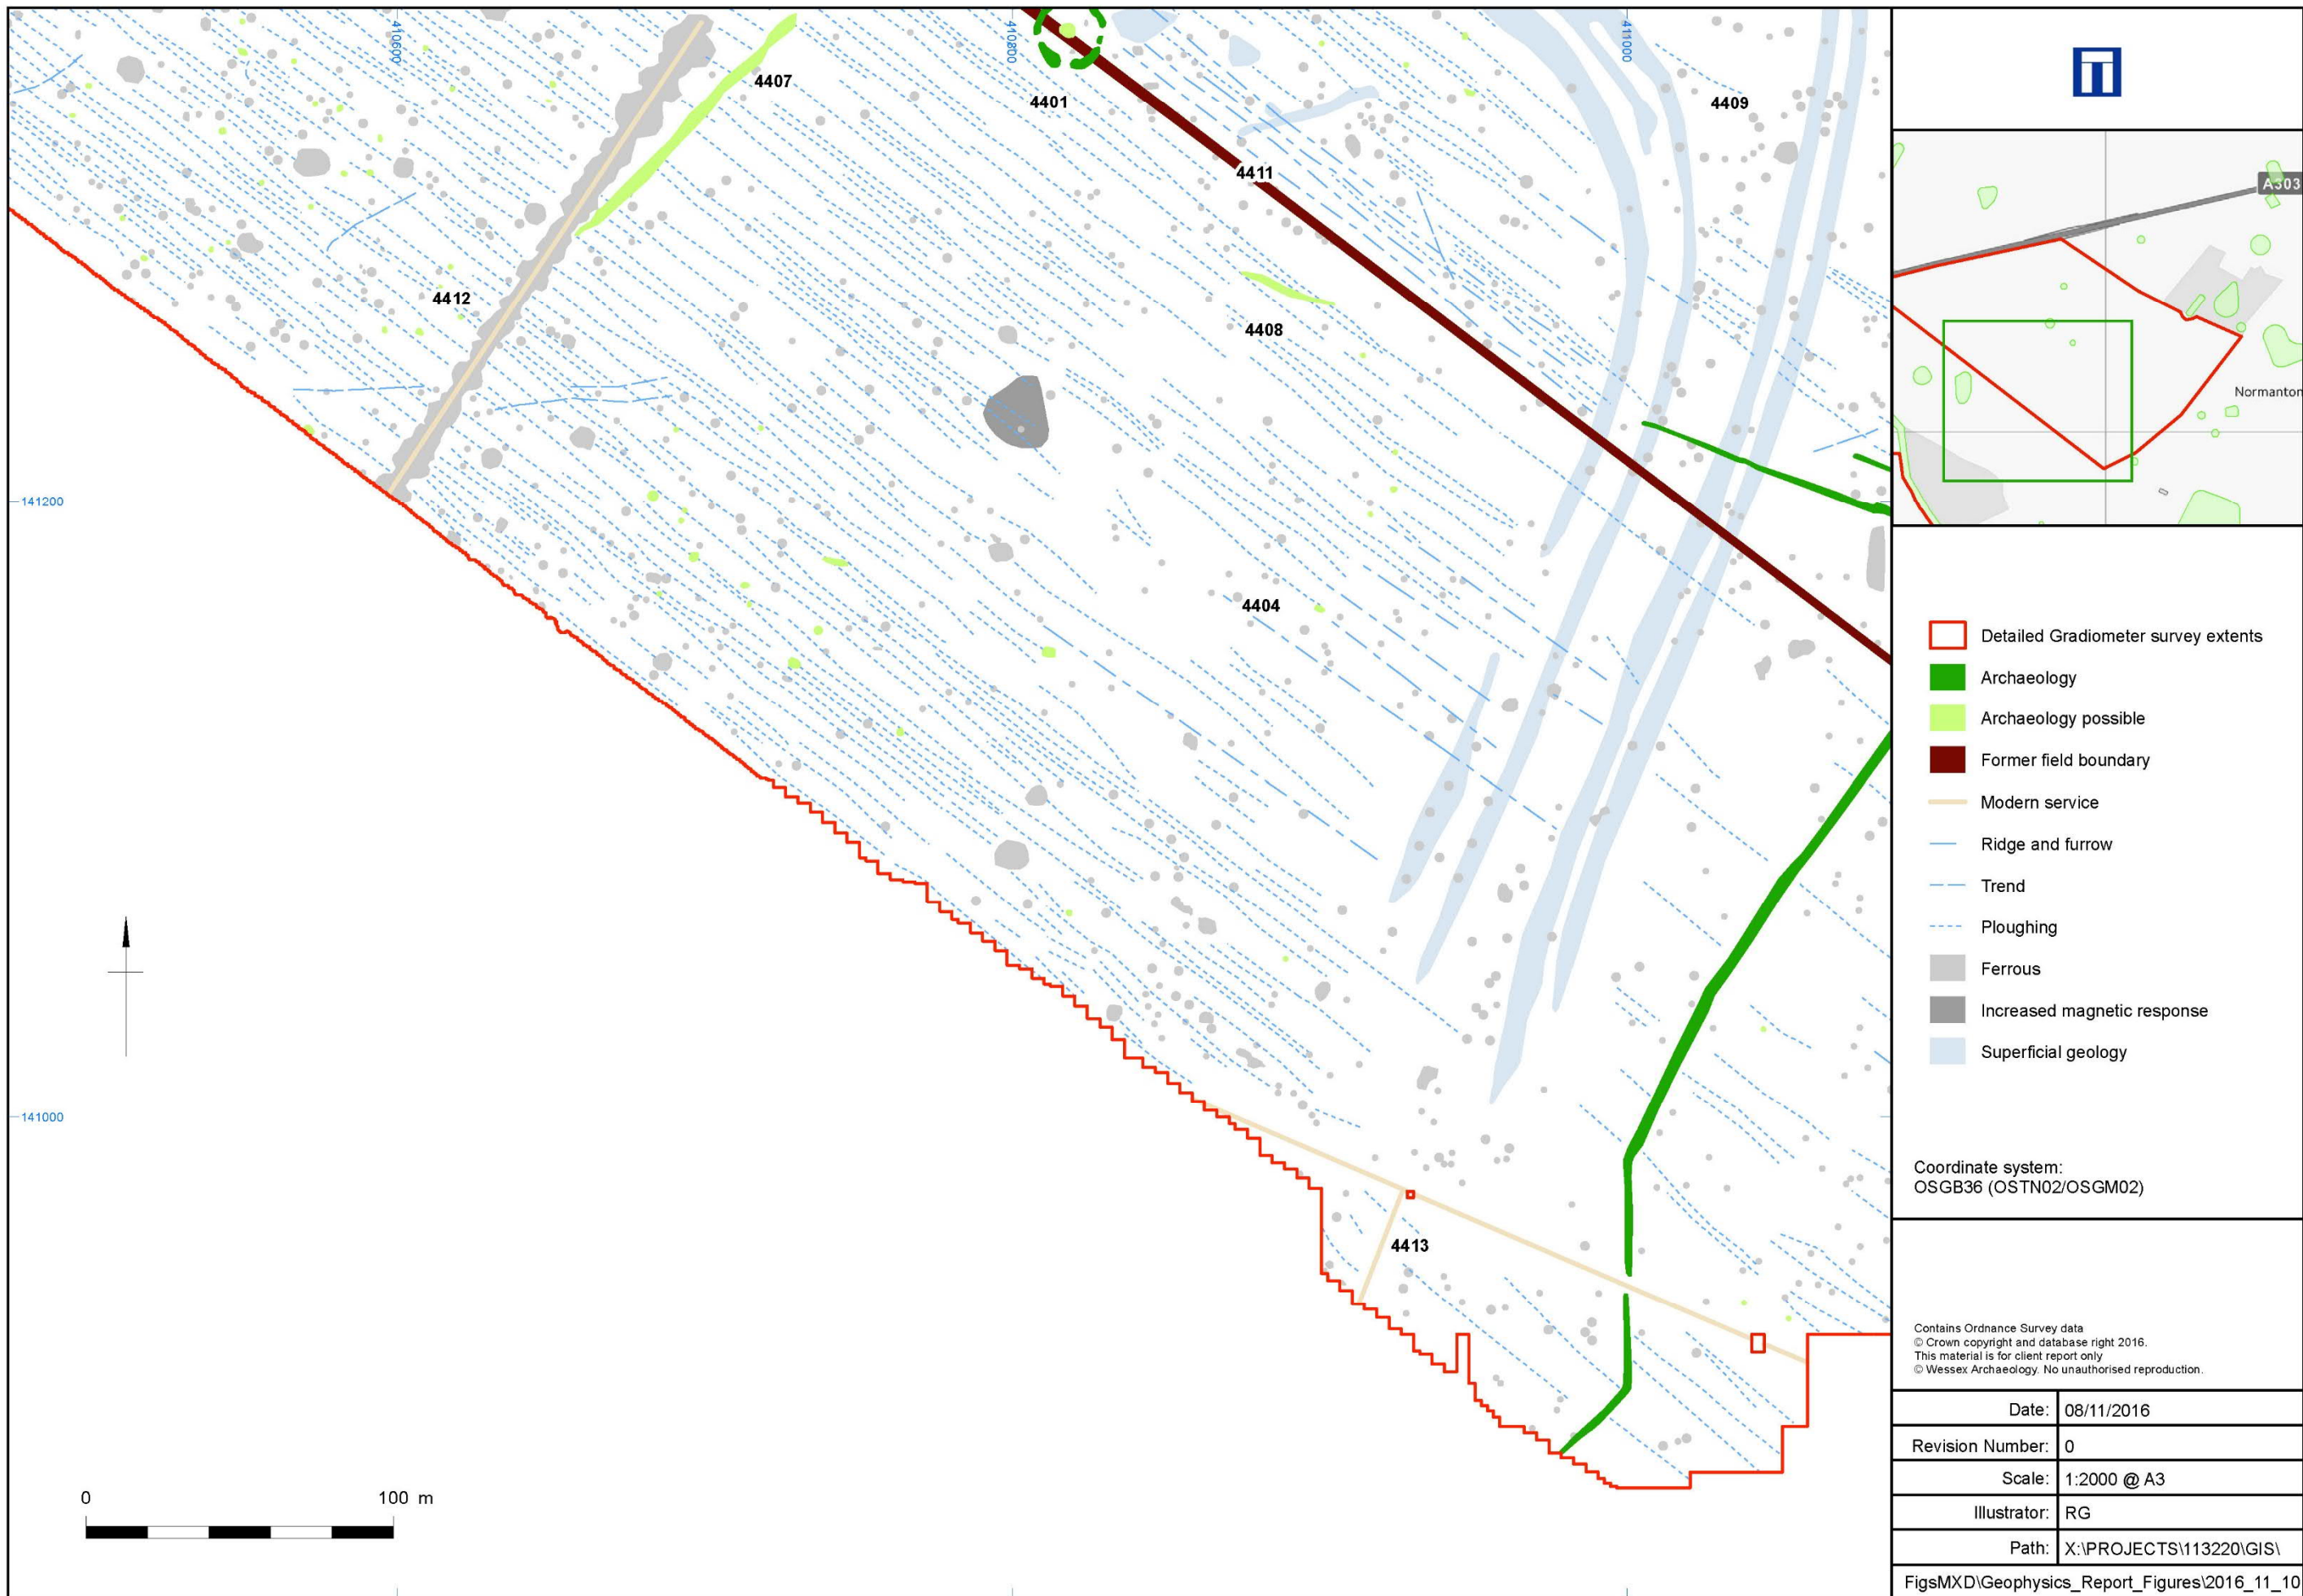 410600
410800
411000
4407
4401
4409
4411
4412
4408
141200
4404
141000
4413
0 100 m
A303
Normanton
Detailed Gradiometer survey extents
Archaeology
Archaeology possible
Former field boundary
Modern service
Ridge and furrow
Trend
Ploughing
Ferrous
Increased magnetic response
Superficial geology
Coordinate system:
OSGB36 (OSTN02/OSGM02)
Contains Ordnance Survey data
© Crown copyright and database right 2016.
This material is for client report only
© Wessex Archaeology. No unauthorised reproduction.
Date: 08/11/2016
Revision Number: 0
Scale: 1:2000 @ A3
Illustrator: RG
Path: X:\PROJECTS\113220\GIS\
FigsMXD\Geophysics_Report_Figures\2016_11_10